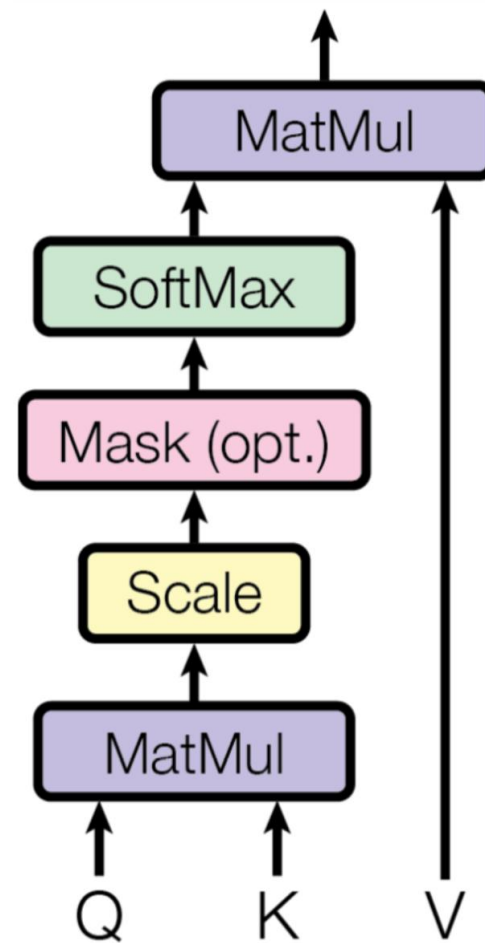 MatMul
SoftMax
Mask (opt.)
Scale
MatMul
Q K V